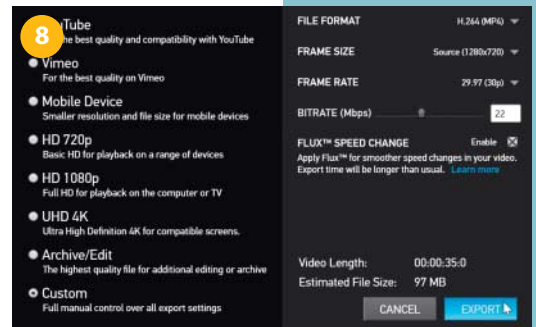 8
Tube
he best quality and compatibility with YouTube
Vimeo
For the best quality on Vimeo
Mobile Device
Smaller resolution and file size for mobile devices
HD 720p
Basic HD for playback on a range of devices
HD 1080p
Full HD for playback on the computer or TV
UHD 4K
Ultra High Definition 4K for compatible screens.
Archive/Edit
The highest quality file for additional editing or archive
Custom
Full manual control over all export settings
FILE FORMAT H.264 (MP4)
FRAME SIZE Source (1280x720)
FRAME RATE 29.97 (30p)
BITRATE (Mbps) 22
FLUX™ SPEED CHANGE Enable
Apply Flux™ for smoother speed changes in your video.
Export time will be longer than usual. Learn more
Video Length: 00:00:35:0
Estimated File Size: 97 MB
CANCEL EXPORT